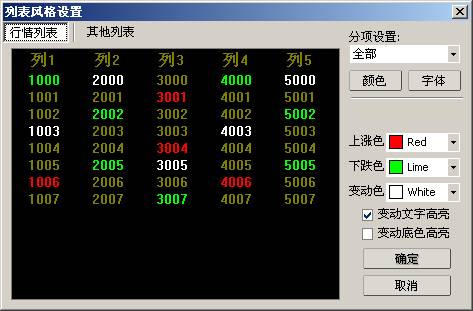 列表风格设置
行情列表 其他列表
列1 列2 列3 列4 列5
1000 2000 3000 4000 5000
1001 2001 3001 4001 5001
1002 2002 2003 4002 5002
1003 2003 3003 4003 5003
1004 2004 3004 4004 5004
1005 2005 3005 4005 5005
1006 2006 3006 4006 5006
1007 2007 3007 4007 5007
分项设置:
全部
颜色 字体
上涨色 Red
下跌色 Lime
变动色 White
变动文字高亮
变动底色高亮
确定
取消